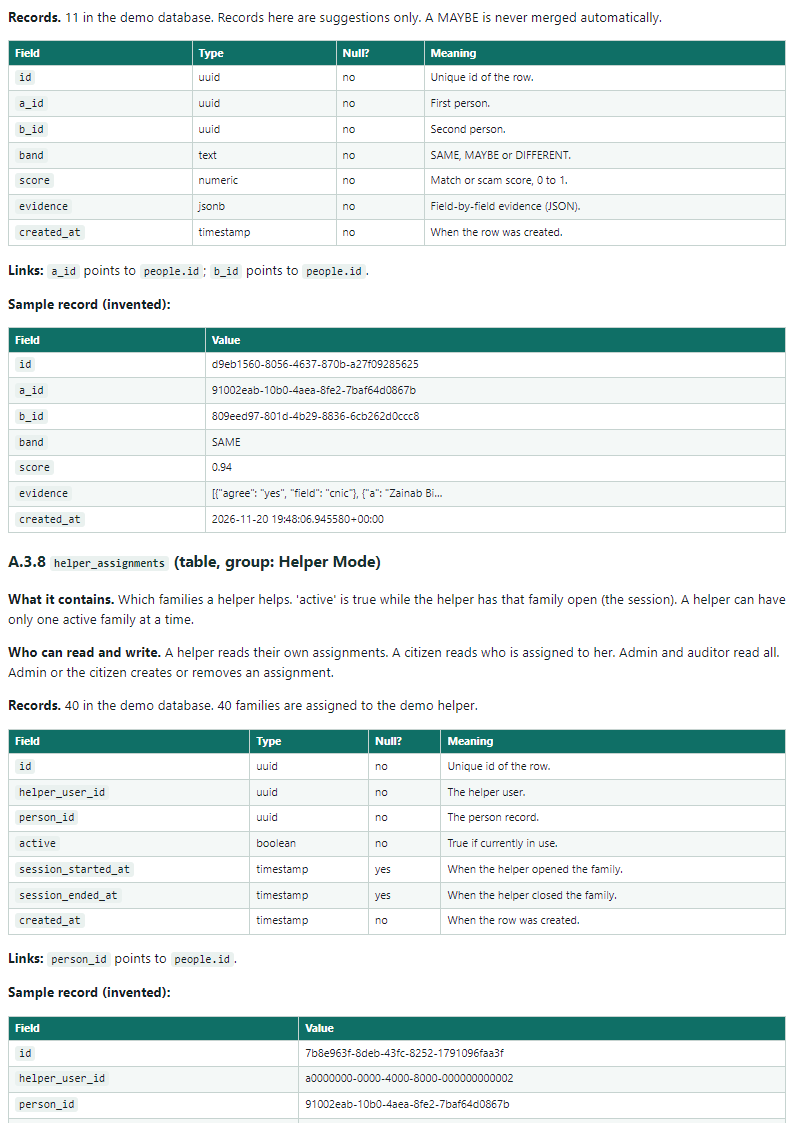 Records. 11 in the demo database. Records here are suggestions only. A MAYBE is never merged automatically.
Field Type Null? Meaning
id uuid no Unique id of the row.
a_id uuid no First person.
b_id uuid no Second person.
band text no SAME, MAYBE or DIFFERENT.
score numeric no Match or scam score, 0 to 1.
evidence jsonb no Field-by-field evidence (JSON).
created_at timestamp no When the row was created.
Links: a_id points to people.id; b_id points to people.id.
Sample record (invented):
Field Value
id d9eb1560-8056-4637-870b-a27f09285625
a_id 91002eab-10b0-4aea-8fe2-7baf64d0867b
b_id 809eed97-801d-4b29-8836-6cb262d0ccc8
band SAME
score 0.94
evidence [{"agree": "yes", "field": "cnic"}, {"a": "Zainab Bi...
created_at 2026-11-20 19:48:06.945580+00:00
A.3.8 helper_assignments (table, group: Helper Mode)
What it contains. Which families a helper helps. 'active' is true while the helper has that family open (the session). A helper can have
only one active family at a time.
Who can read and write. A helper reads their own assignments. A citizen reads who is assigned to her. Admin and auditor read all.
Admin or the citizen creates or removes an assignment.
Records. 40 in the demo database. 40 families are assigned to the demo helper.
Field Type Null? Meaning
id uuid no Unique id of the row.
helper_user_id uuid no The helper user.
person_id uuid no The person record.
active boolean no True if currently in use.
session_started_at timestamp yes When the helper opened the family.
session_ended_at timestamp yes When the helper closed the family.
created_at timestamp no When the row was created.
Links: person_id points to people.id.
Sample record (invented):
Field Value
id 7b8e963f-8deb-43fc-8252-1791096faa3f
helper_user_id a0000000-0000-4000-8000-000000000002
person_id 91002eab-10b0-4aea-8fe2-7baf64d0867b